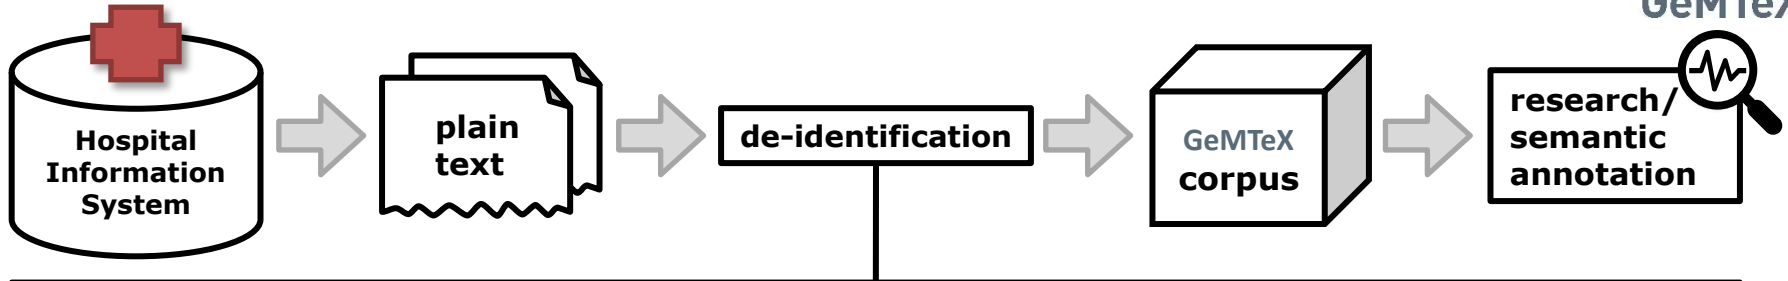 GeMTeX
Hospital
Information
System
plain
text
de-identification
GeMTeX
corpus
research/
semantic
annotation